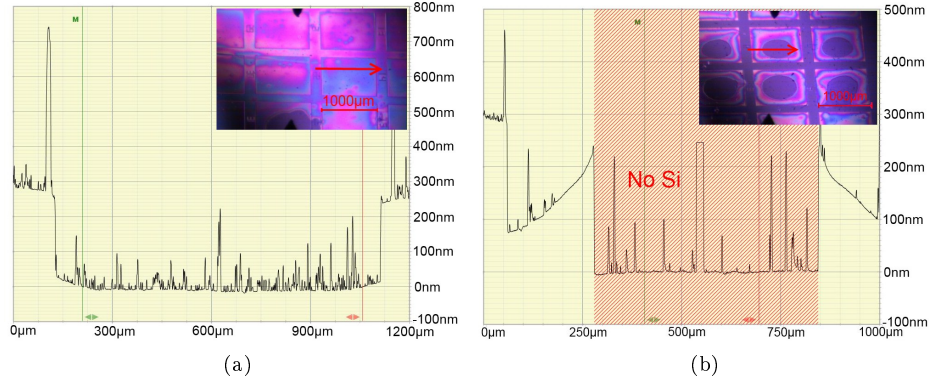 M
800nm
700nm
600nm
500nm
400nm
300nm
200nm
100nm
0nm
-100nm
0µm 300µm 600µm 900µm 1200µm
1000µm
(a)
M
500nm
400nm
300nm
200nm
100nm
0nm
-100nm
0µm 250µm 500µm 750µm 1000µm
1000µm
No Si
(b)